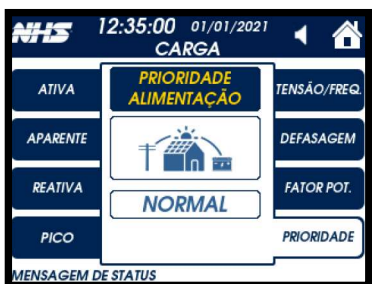 NHS 12:35:00 01/01/2021
CARGA
ATIVA
APARENTE
REATIVA
PICO
PRIORIDADE
ALIMENTAÇÃO
NORMAL
TENSÃO/FREQ.
DEFASAGEM
FATOR POT.
PRIORIDADE
MENSAGEM DE STATUS